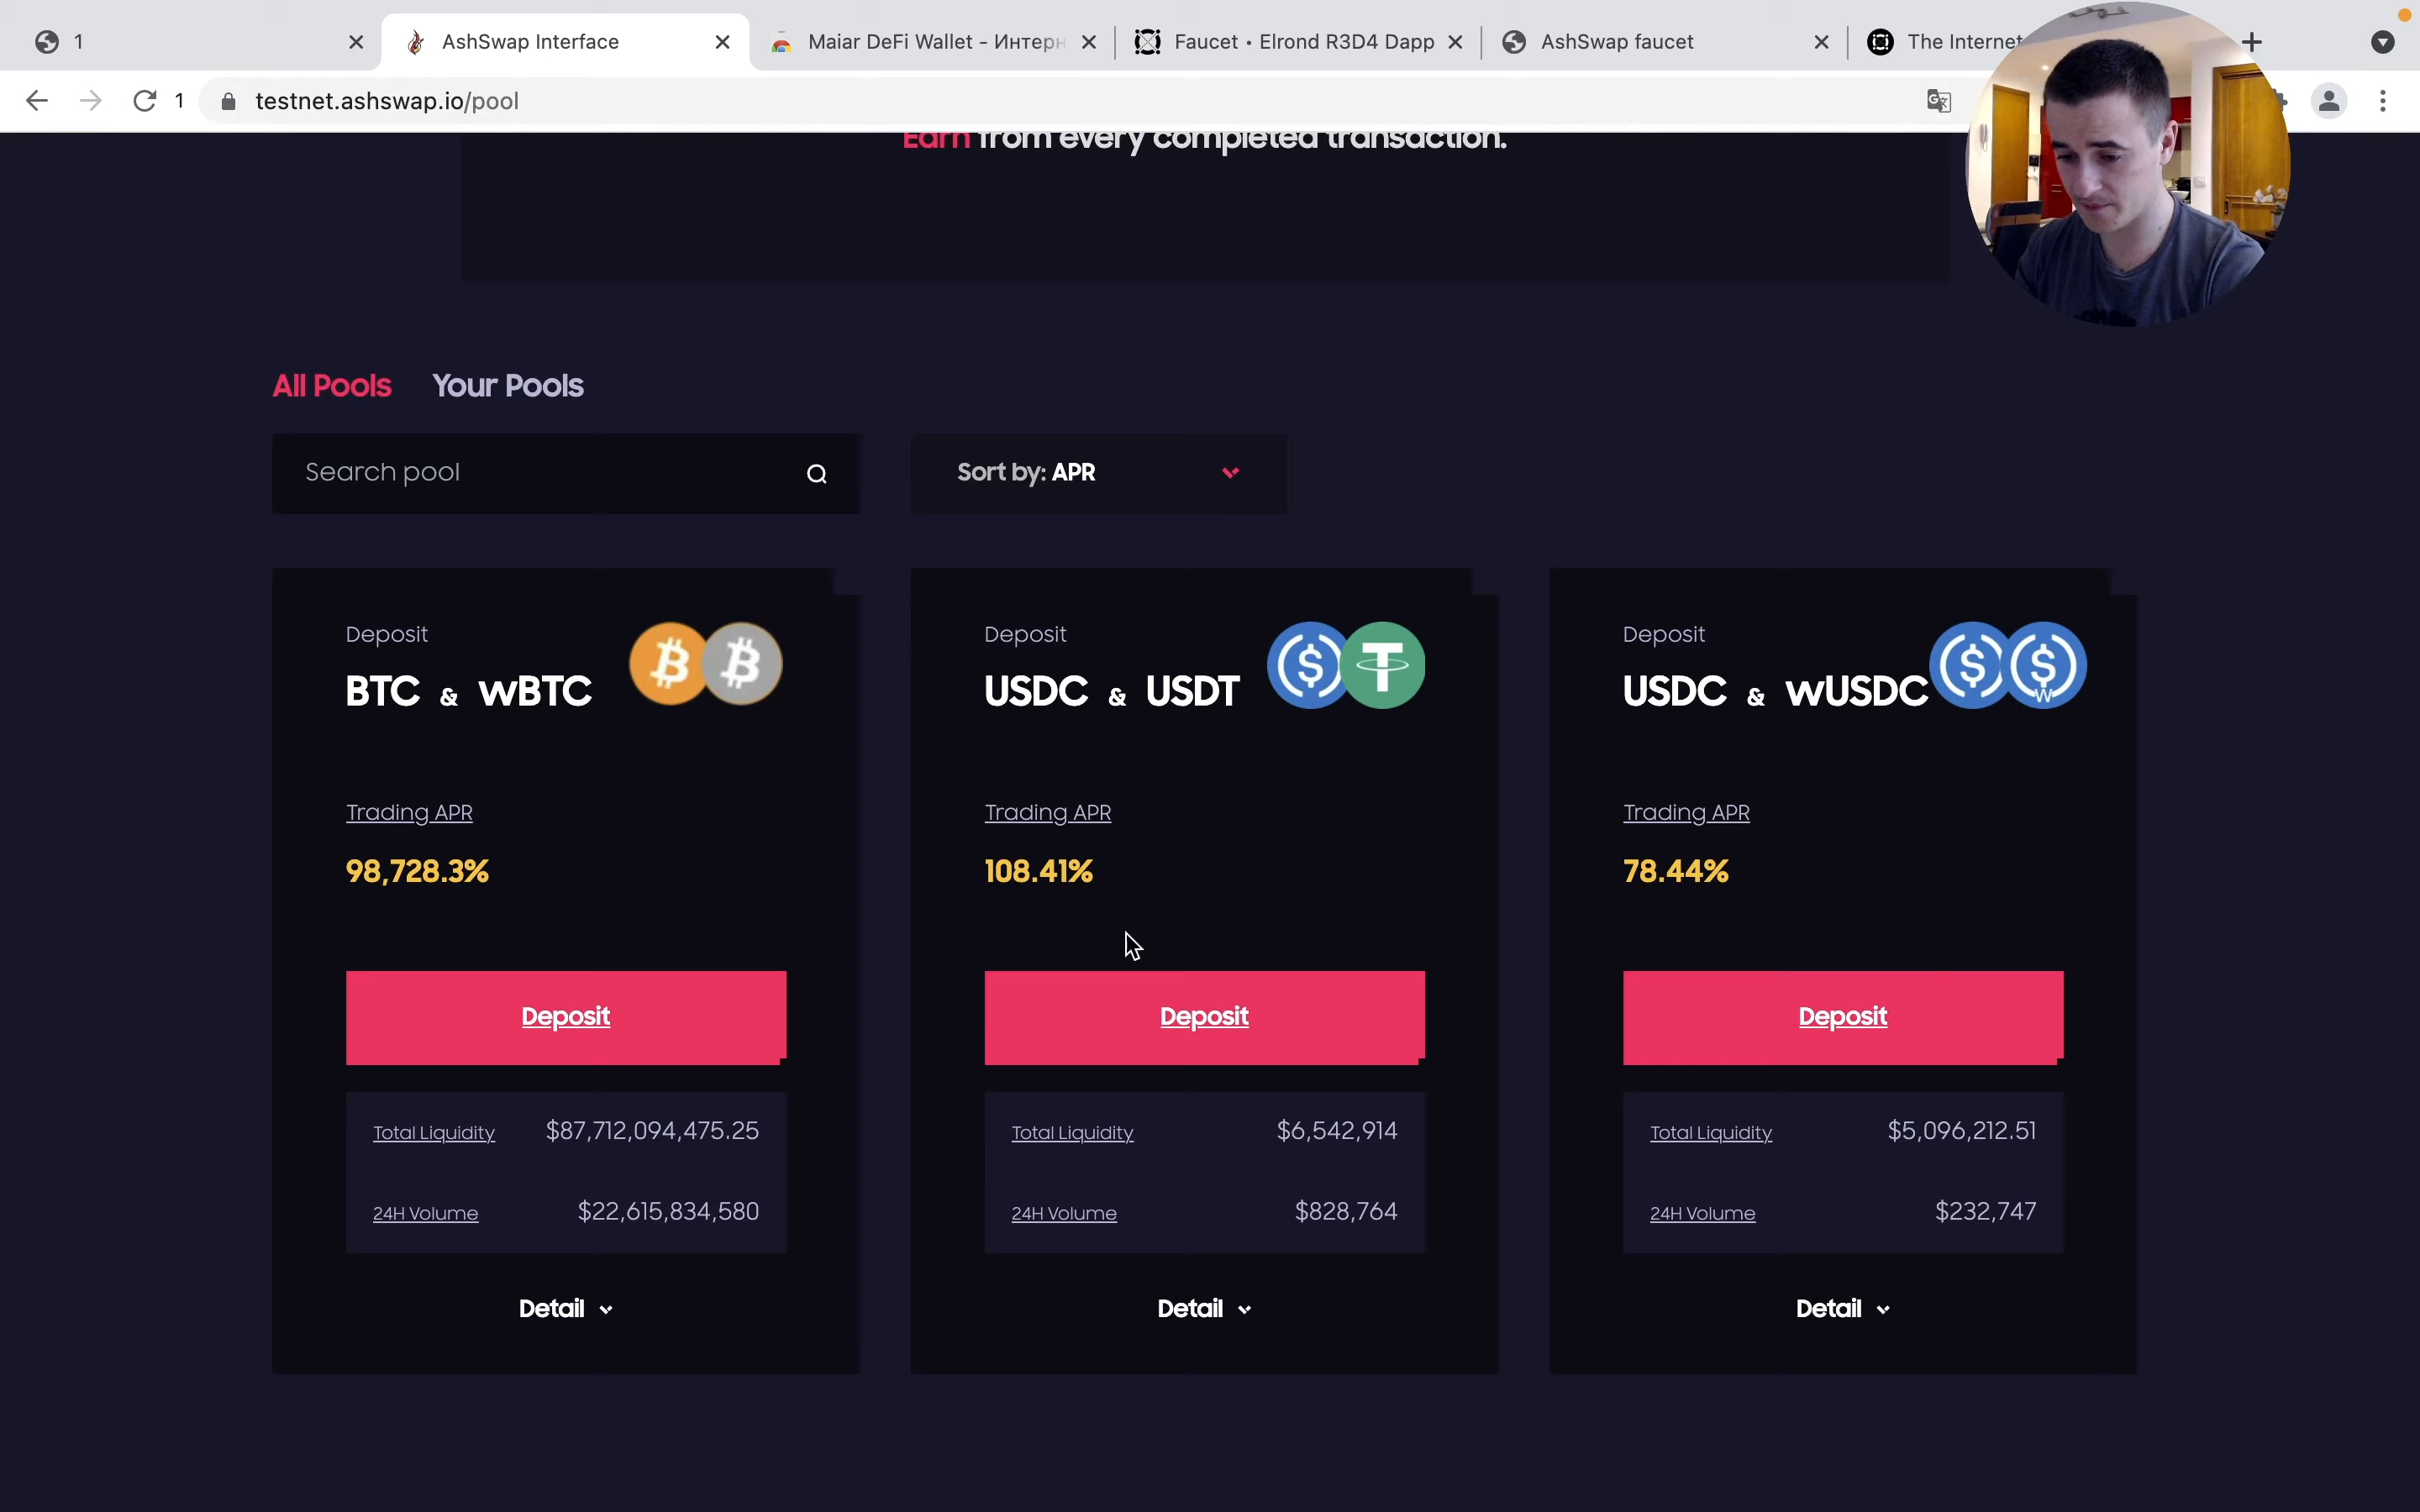 1
AshSwap Interface
Maiar DeFi Wallet - Интерн
Faucet • Elrond R3D4 Dapp
AshSwap faucet
The Internet
1
testnet.ashswap.io/pool
Earn from every completed transaction.
All Pools Your Pools
Search pool
Sort by: APR
Deposit
BTC & wBTC
Trading APR
98,728.3%
Deposit
Total Liquidity $87,712,094,475.25
24H Volume $22,615,834,580
Detail
Deposit
USDC & USDT
Trading APR
108.41%
Deposit
Total Liquidity $6,542,914
24H Volume $828,764
Detail
Deposit
USDC & wUSDC
W
Trading APR
78.44%
Deposit
Total Liquidity $5,096,212.51
24H Volume $232,747
Detail